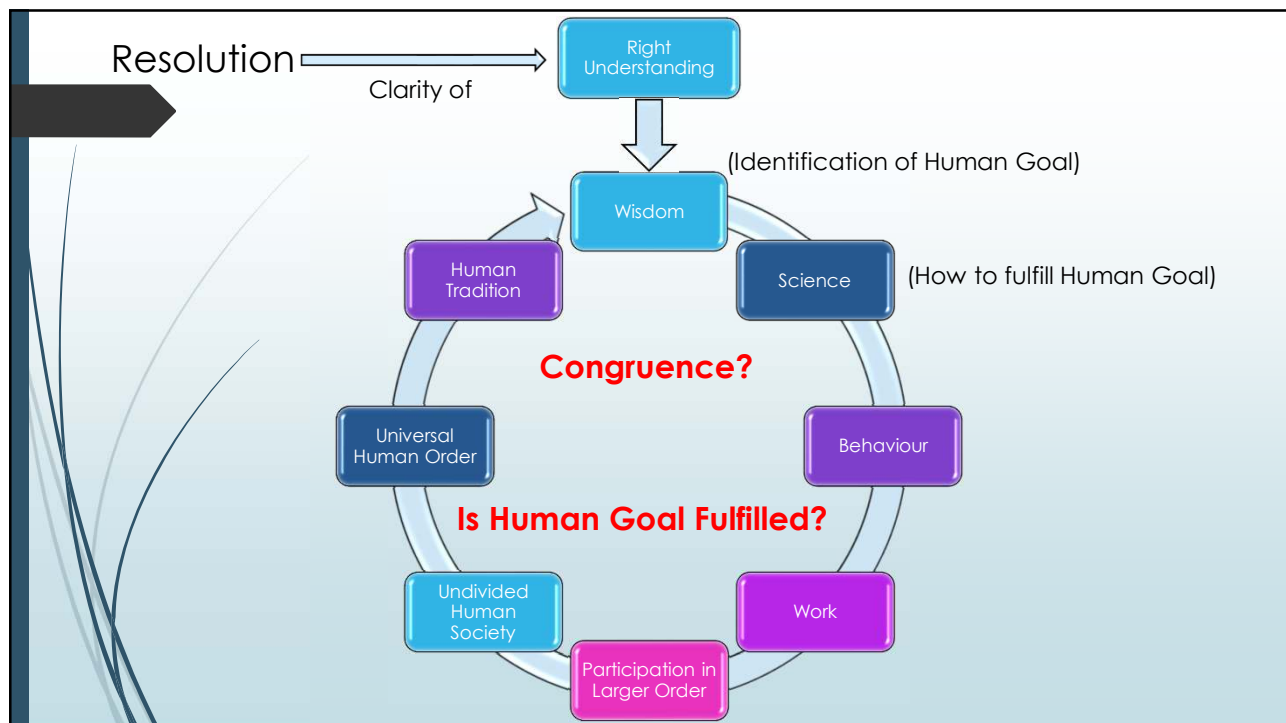 Resolution
Clarity of
Right
Understanding
(Identification of Human Goal)
Wisdom
Science
(How to fulfill Human Goal)
Behaviour
Work
Participation in
Larger Order
Undivided
Human
Society
Universal
Human Order
Human
Tradition
Congruence?
Is Human Goal Fulfilled?